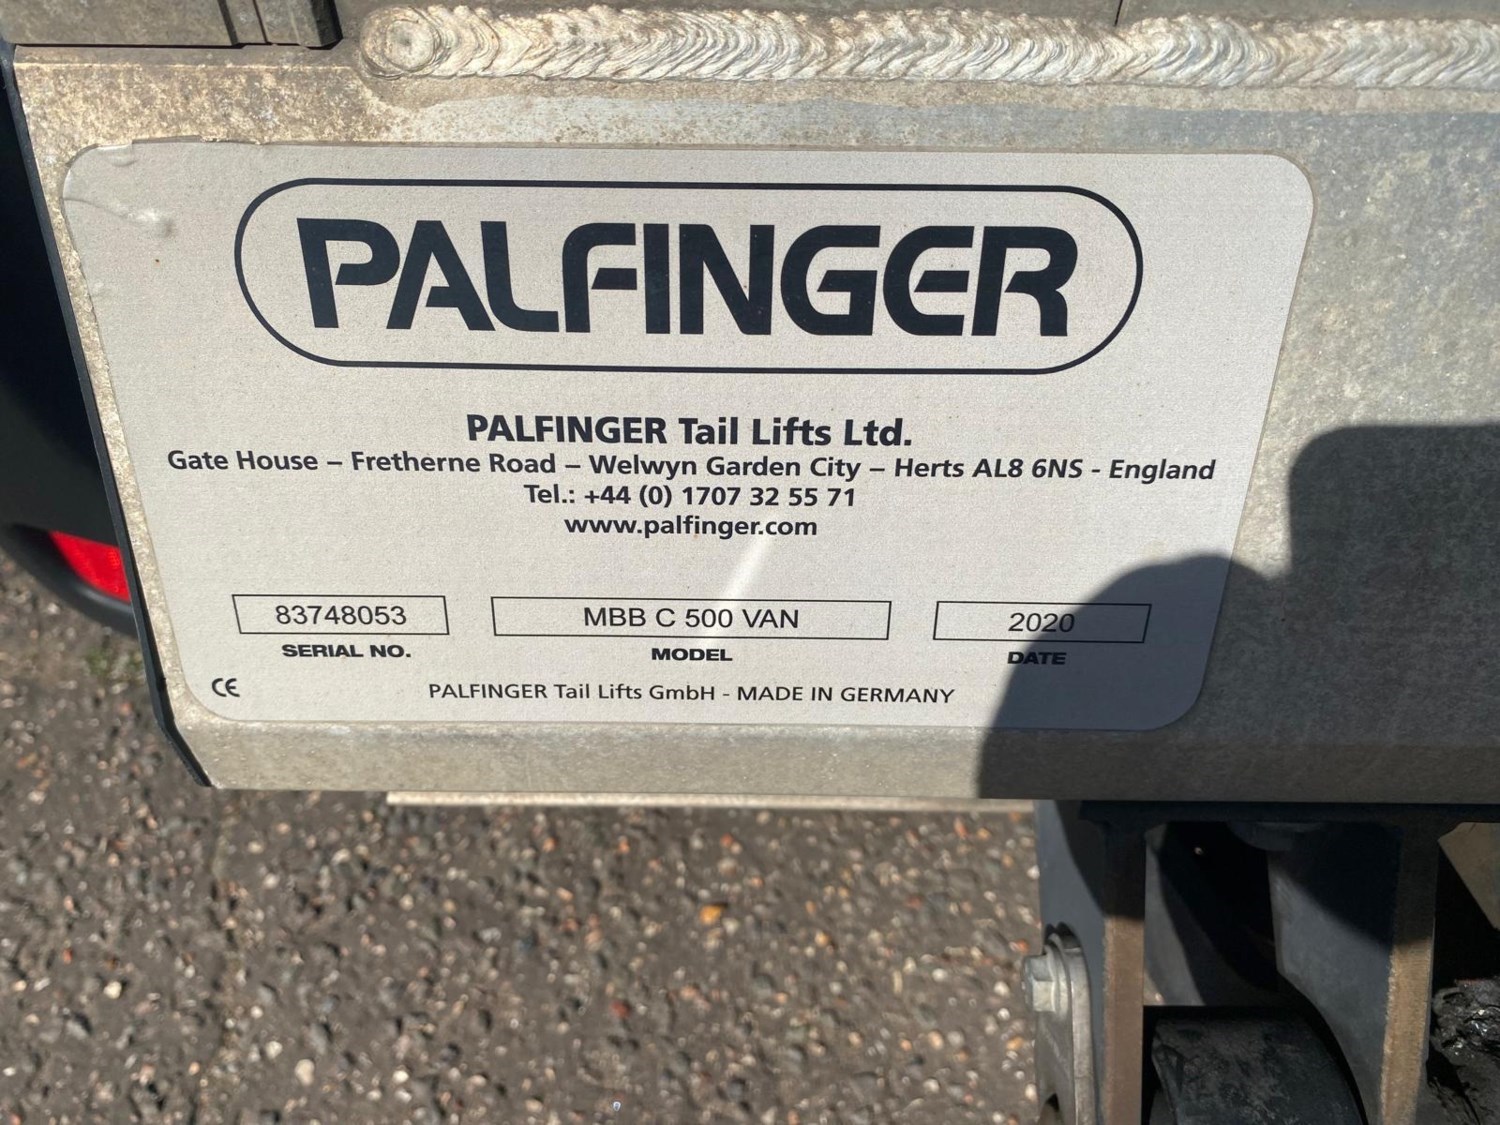 PALFINGER
PALFINGER Tail Lifts Ltd.
Gate House – Fretherne Road – Welwyn Garden City – Herts AL8 6NS - England
Tel.: +44 (0) 1707 32 55 71
www.palfinger.com
83748053 MBB C 500 VAN 2020
SERIAL NO. MODEL DATE
CE PALFINGER Tail Lifts GmbH - MADE IN GERMANY